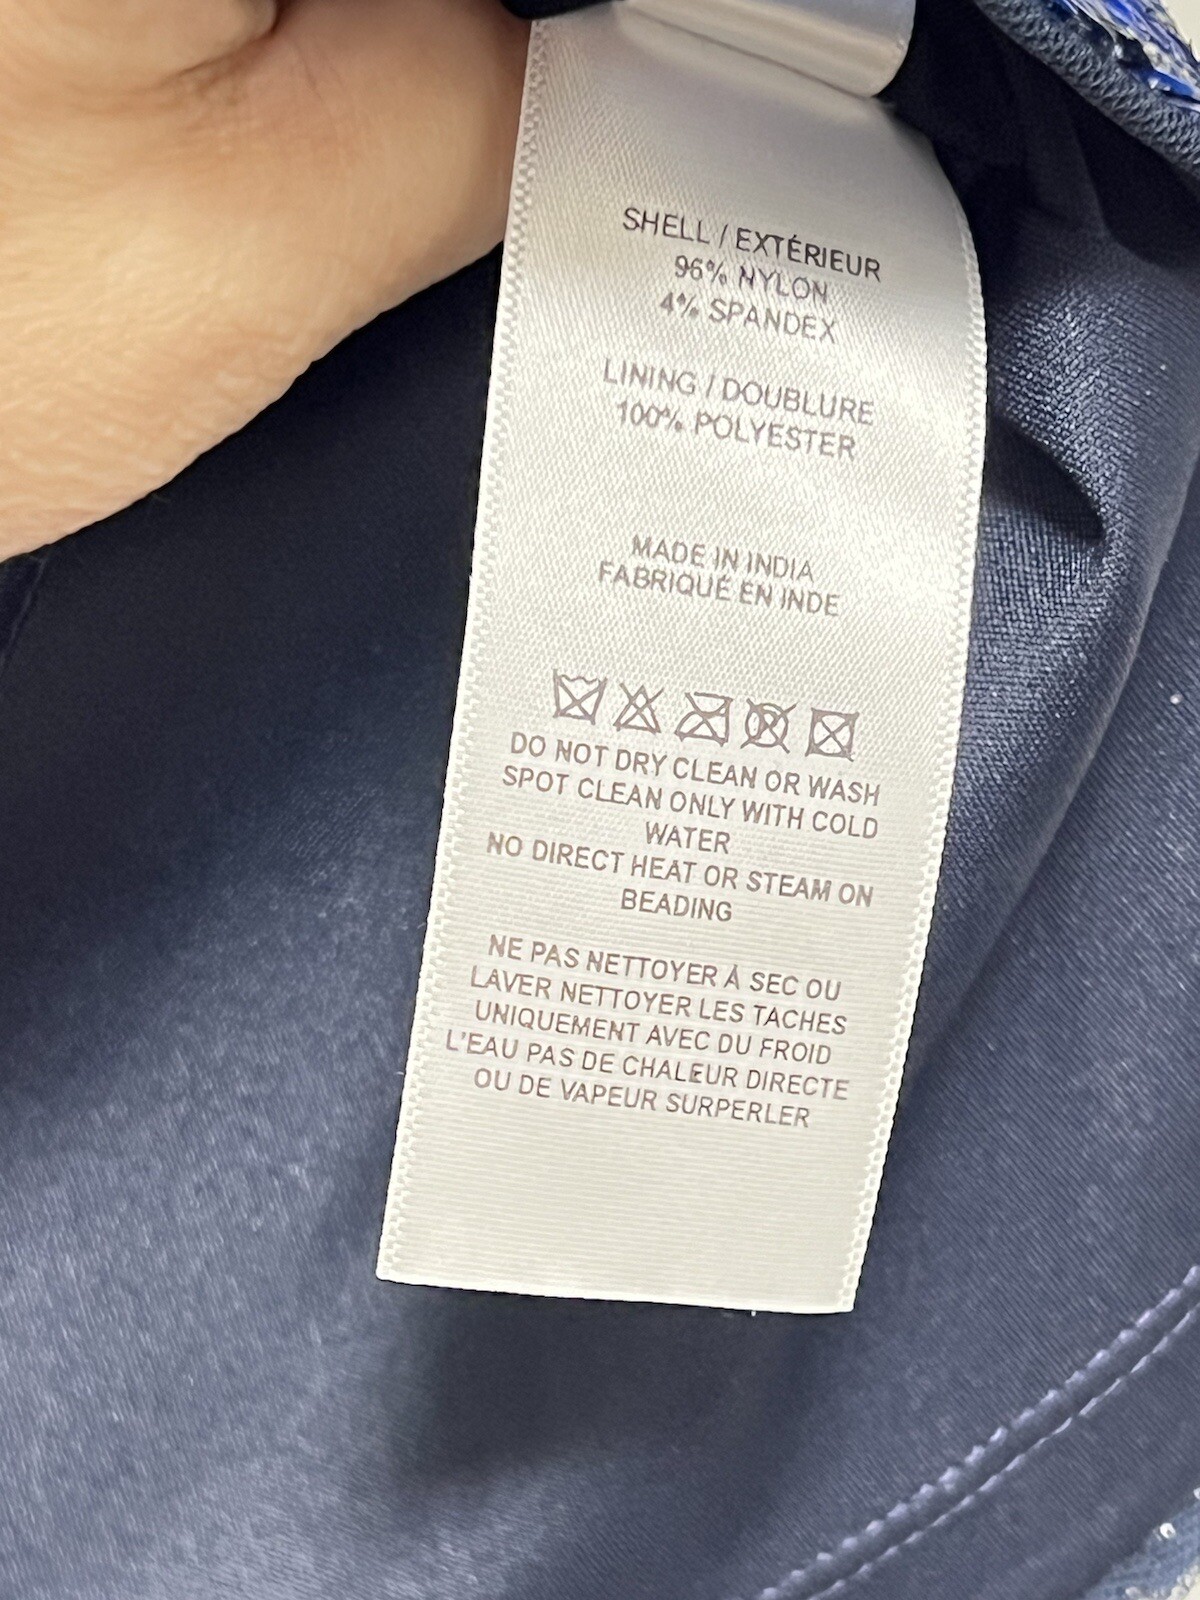 SHELL / EXTÉRIEUR
96% NYLON
4% SPANDEX
LINING / DOUBLURE
100% POLYESTER
MADE IN INDIA
FABRIQUÉ EN INDE
DO NOT DRY CLEAN OR WASH
SPOT CLEAN ONLY WITH COLD
WATER
NO DIRECT HEAT OR STEAM ON
BEADING
NE PAS NETTOYER À SEC OU
LAVER NETTOYER LES TACHES
UNIQUEMENT AVEC DU FROID
L'EAU PAS DE CHALEUR DIRECTE
OU DE VAPEUR SURPERLER